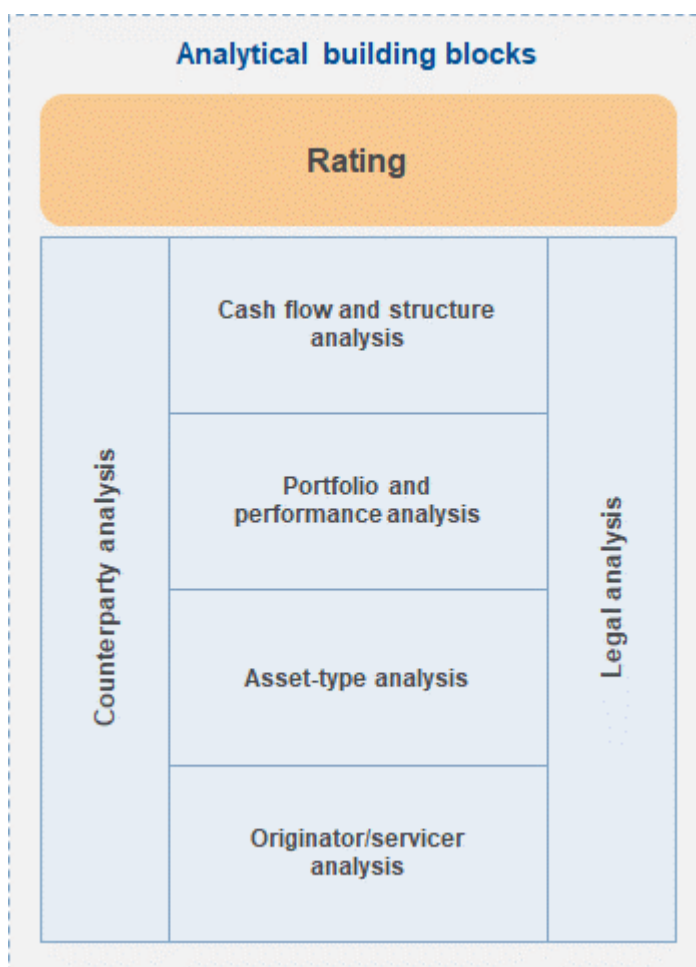 Analytical building blocks
Rating
Counterparty analysis
Cash flow and structure
analysis
Portfolio and
performance analysis
Asset-type analysis
Originator/servicer
analysis
Legal analysis